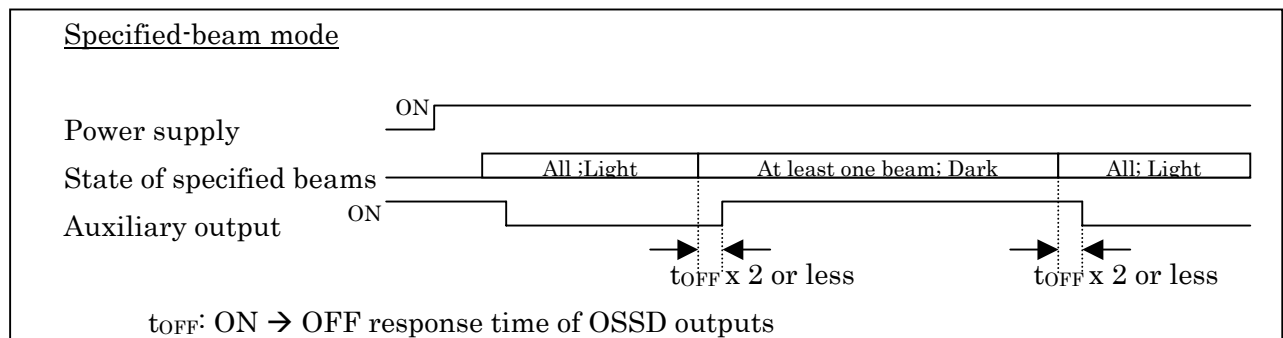 Specified-beam mode
ON
Power supply
All ;Light At least one beam; Dark All; Light
State of specified beams
ON
Auxiliary output
tOFF x 2 or less tOFF x 2 or less
tOFF: ON → OFF response time of OSSD outputs